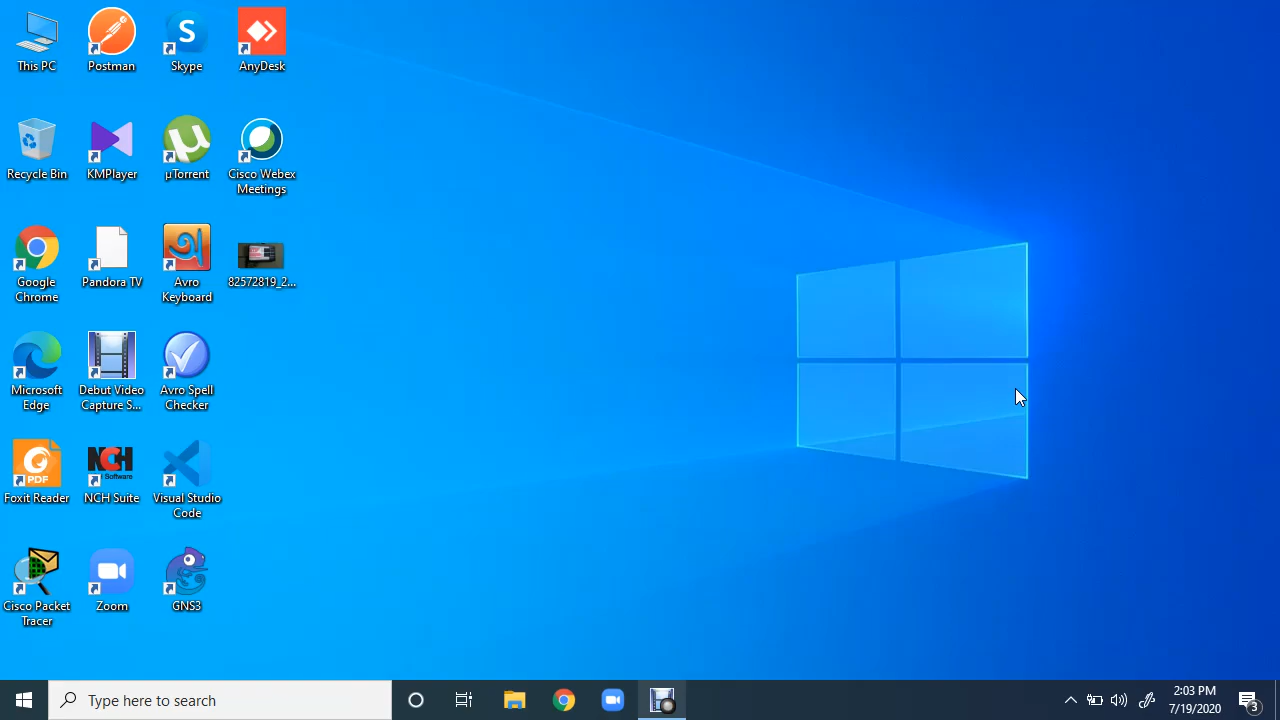 This PC
Postman
Skype
AnyDesk
Recycle Bin
KMPlayer
µTorrent
Cisco Webex
Meetings
Google
Chrome
Pandora TV
Avro
Keyboard
82572819_2...
Microsoft
Edge
Debut Video
Capture S...
Avro Spell
Checker
PDF
Foxit Reader
NCH
Software
NCH Suite
Visual Studio
Code
Cisco Packet
Tracer
Zoom
GNS3
Type here to search
2:03 PM
7/19/2020
3